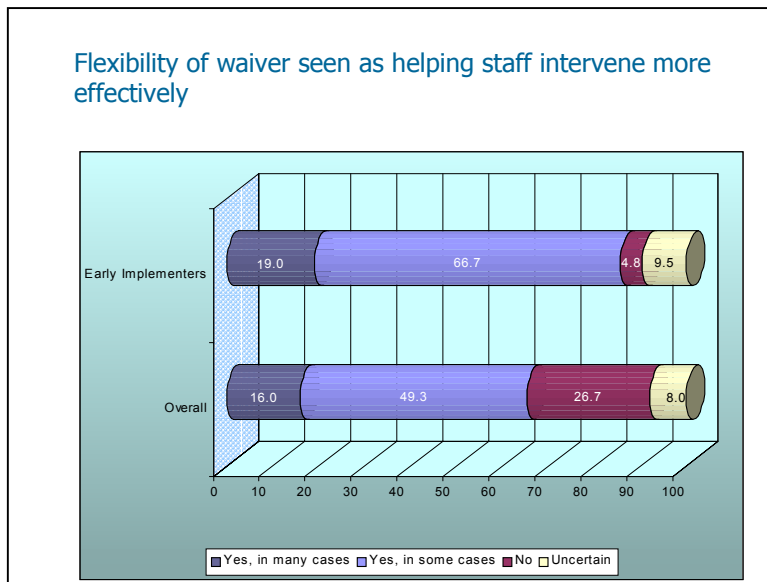 Flexibility of waiver seen as helping staff intervene more
effectively
Early Implementers
19.0 66.7 4.8 9.5
Overall
16.0 49.3 26.7 8.0
0 10 20 30 40 50 60 70 80 90 100
Yes, in many cases Yes, in some cases No Uncertain